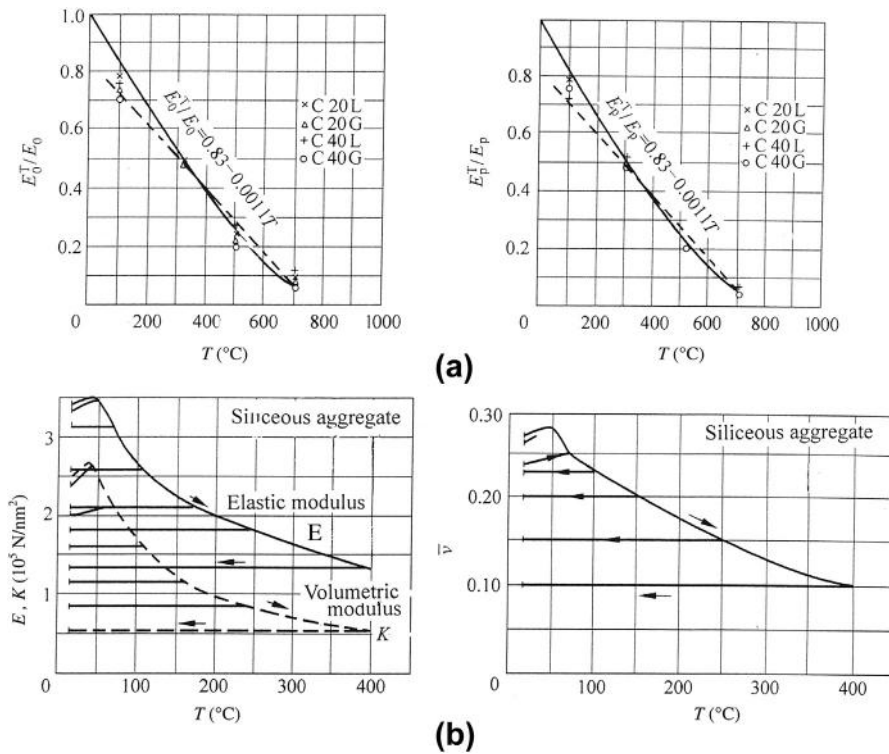 1.0
0.8
0.6
0.4
0.2
0
200
400
600
800
1000
E₀ᵀ/E₀
T (°C)
E₀ᵀ/E₀=0.83−0.0011T
× C 20 L
△ C 20 G
+ C 40 L
○ C 40 G
0.8
0.6
0.4
0.2
0
200
400
600
800
1000
Eₚᵀ/Eₚ
T (°C)
Eₚᵀ/Eₚ=0.83−0.0011T
× C 20 L
△ C 20 G
+ C 40 L
○ C 40 G
(a)
Siliceous aggregate
Elastic modulus
E
Volumetric
modulus
K
3
2
1
0
100
200
300
400
E , K (10⁵ N/nm²)
T (°C)
0.30
0.20
0.10
0
100
200
300
400
Siliceous aggregate
ν̄
T (°C)
(b)